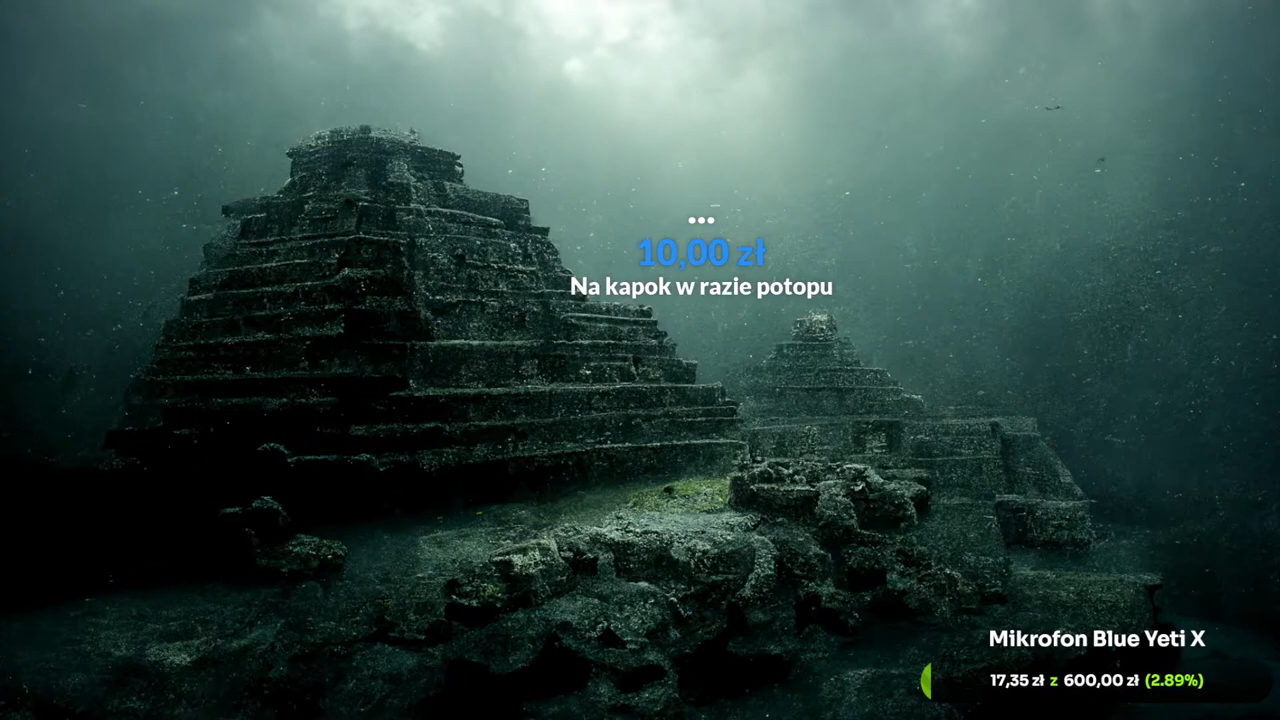 ...
10,00 zł
Na kapok w razie potopu
Mikrofon Blue Yeti X
17,35 zł z 600,00 zł (2.89%)